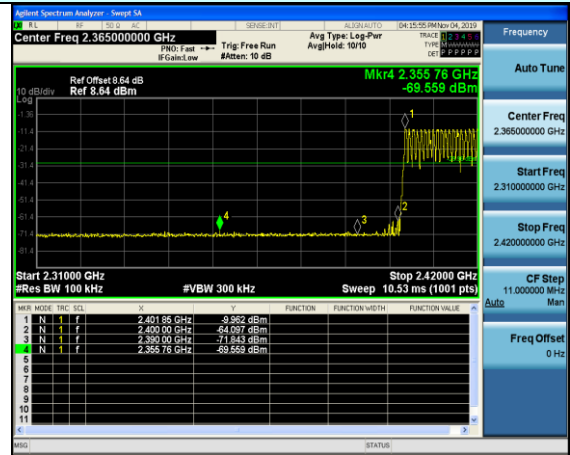 Agilent Spectrum Analyzer - Swept SA
RL RF 50 Ω AC SENSE:INT ALIGN AUTO 04:15:55 PM Nov 04, 2019
Center Freq 2.365000000 GHz
PNO: Fast
IFGain:Low
Trig: Free Run
#Atten: 10 dB
Avg Type: Log-Pwr
Avg|Hold: 10/10
TRACE 1 2 3 4 5 6
TYPE M
DET P P P P P P
Frequency
Auto Tune
Mkr4 2.355 76 GHz
-69.559 dBm
Ref Offset 8.64 dB
10 dB/div Ref 8.64 dBm
Log
-1.36
-11.4
-21.4
-31.4
-41.4
-51.4
-61.4
-71.4
-81.4
1
2
3
4
Center Freq
2.365000000 GHz
Start Freq
2.310000000 GHz
Stop Freq
2.420000000 GHz
Start 2.31000 GHz Stop 2.42000 GHz
#Res BW 100 kHz #VBW 300 kHz Sweep 10.53 ms (1001 pts)
CF Step
11.000000 MHz
Auto Man
MKR MODE TRC SCL X Y FUNCTION FUNCTION WIDTH FUNCTION VALUE
1 N 1 f 2.401 85 GHz -9.962 dBm
2 N 1 f 2.400 00 GHz -64.097 dBm
3 N 1 f 2.390 00 GHz -71.843 dBm
4 N 1 f 2.355 76 GHz -69.559 dBm
5
6
7
8
9
10
11
Freq Offset
0 Hz
MSG STATUS